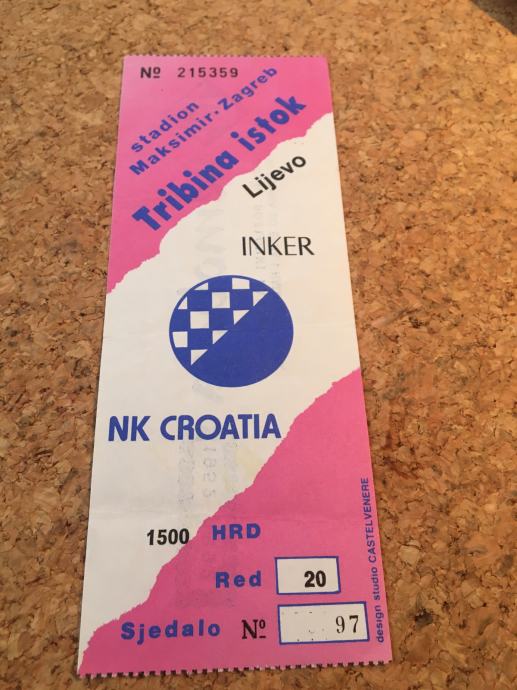 Nº 215359
stadion
Maksimir. Zagreb
Tribina istok
Lijevo
INKER
NK CROATIA
1500 HRD
Red 20
Sjedalo Nº 97
design studio CASTELVENERE